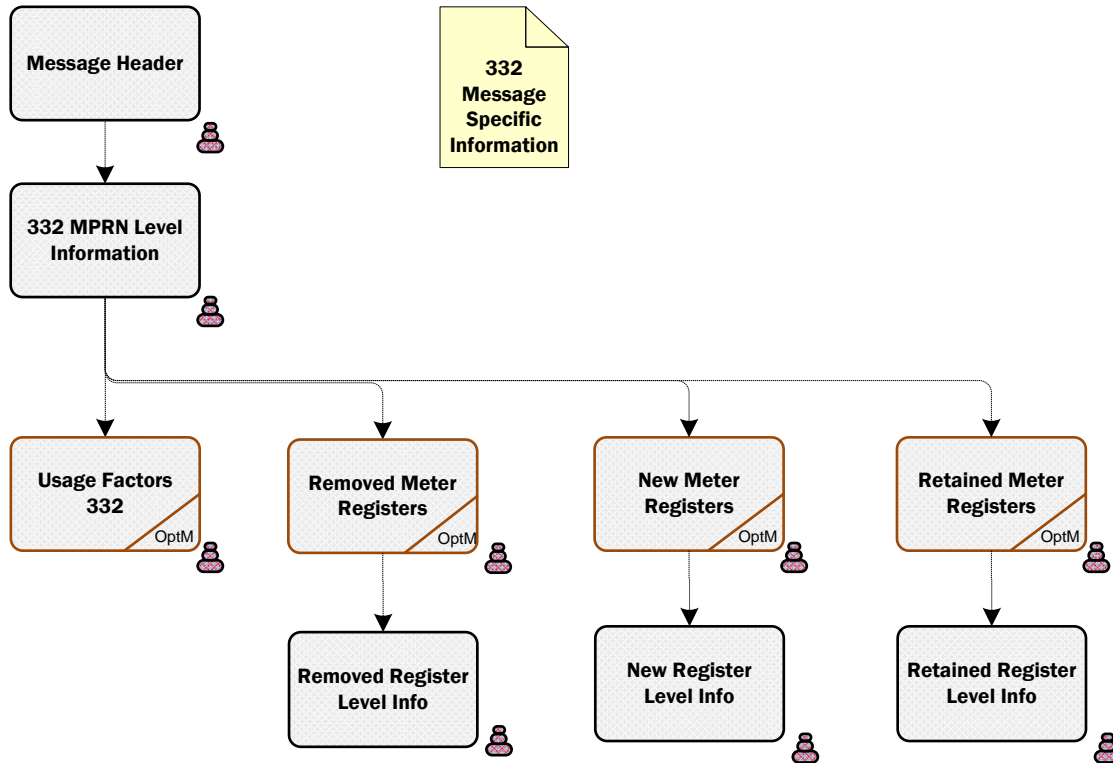 Message Header
332
Message
Specific
Information
332 MPRN Level
Information
Usage Factors
332
OptM
Removed Meter
Registers
OptM
New Meter
Registers
OptM
Retained Meter
Registers
OptM
Removed Register
Level Info
New Register
Level Info
Retained Register
Level Info